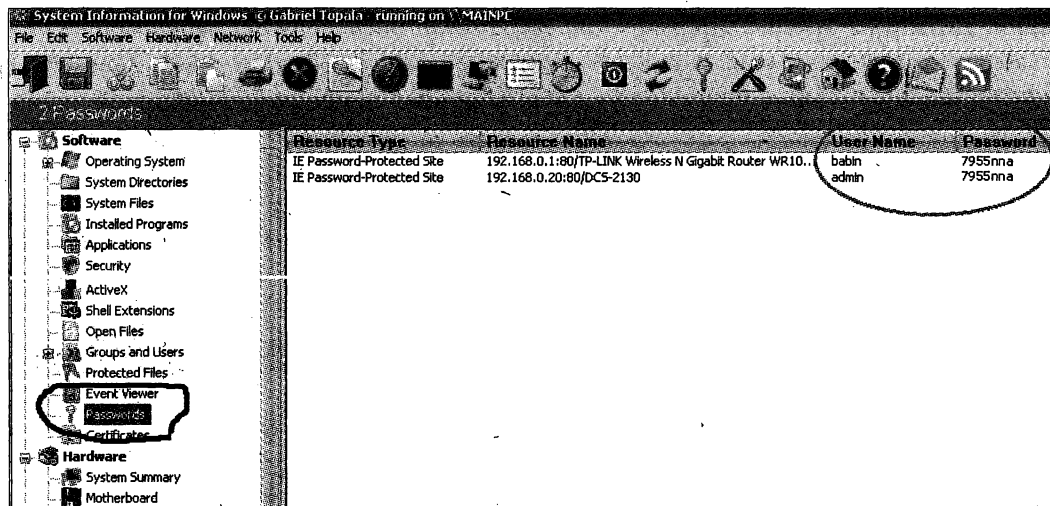 System Information for Windows © Gabriel Topala - running on \\MAINPC
File Edit Software Hardware Network Tools Help
2 Passwords
Software
Operating System
System Directories
System Files
Installed Programs
Applications
Security
ActiveX
Shell Extensions
Open Files
Groups and Users
Protected Files
Event Viewer
Passwords
Certificates
Hardware
System Summary
Motherboard
Resource Type Resource Name User Name Password
IE Password-Protected Site 192.168.0.1:80/TP-LINK Wireless N Gigabit Router WR10... babin 7955nna
IE Password-Protected Site 192.168.0.20:80/DCS-2130 admin 7955nna